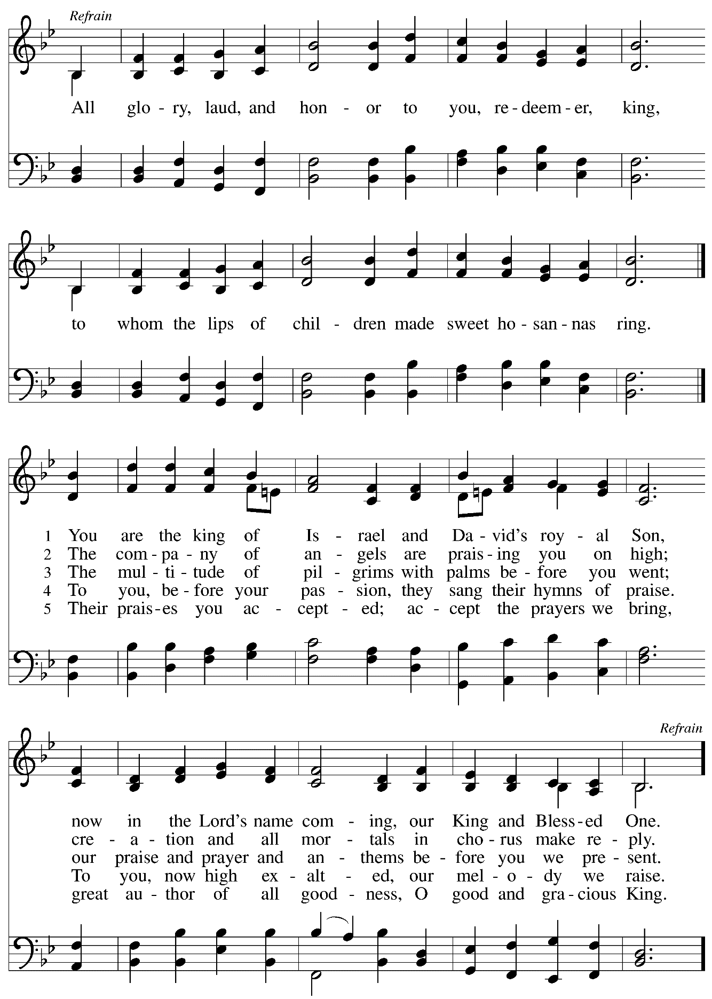 Refrain
All glo - ry, laud, and hon - or to you, re - deem - er, king,
to whom the lips of chil - dren made sweet ho - san - nas ring.
1 You are the king of Is - rael and Da - vid's roy - al Son,
2 The com - pa - ny of an - gels are prais - ing you on high;
3 The mul - ti - tude of pil - grims with palms be - fore you went;
4 To you, be - fore your pas - sion, they sang their hymns of praise.
5 Their prais - es you ac - cept - ed; ac - cept the prayers we bring,
Refrain
now in the Lord's name com - ing, our King and Bless - ed One.
cre - a - tion and all mor - tals in cho - rus make re - ply.
our praise and prayer and an - thems be - fore you we pre - sent.
To you, now high ex - alt - ed, our mel - o - dy we raise.
great au - thor of all good - ness, O good and gra - cious King.